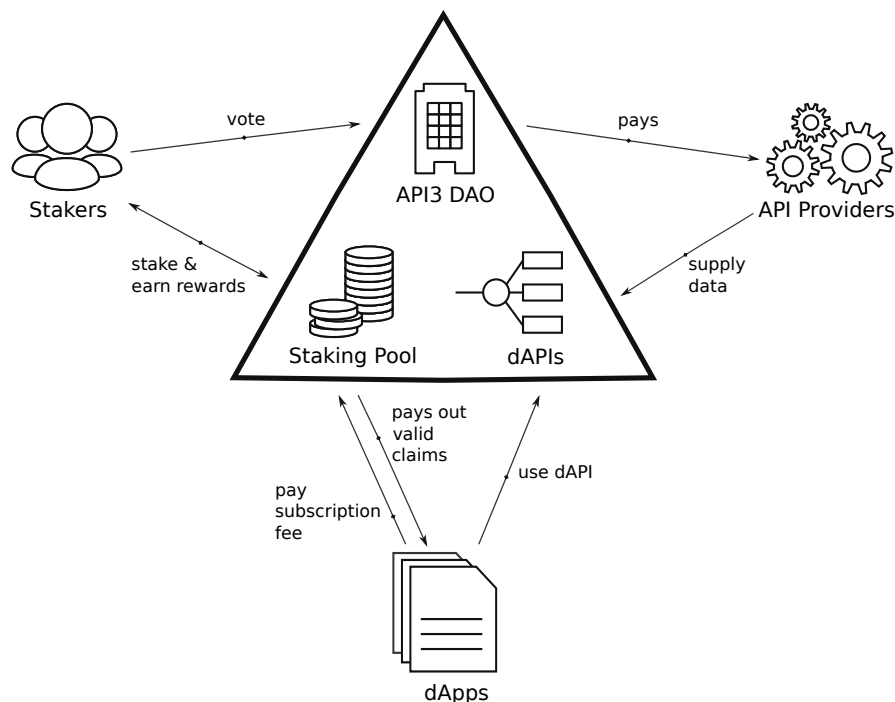 vote
pays
Stakers
API3 DAO
API Providers
stake &
earn rewards
supply
data
Staking Pool
dAPIs
pays out
valid
claims
use dAPI
pay
subscription
fee
dApps